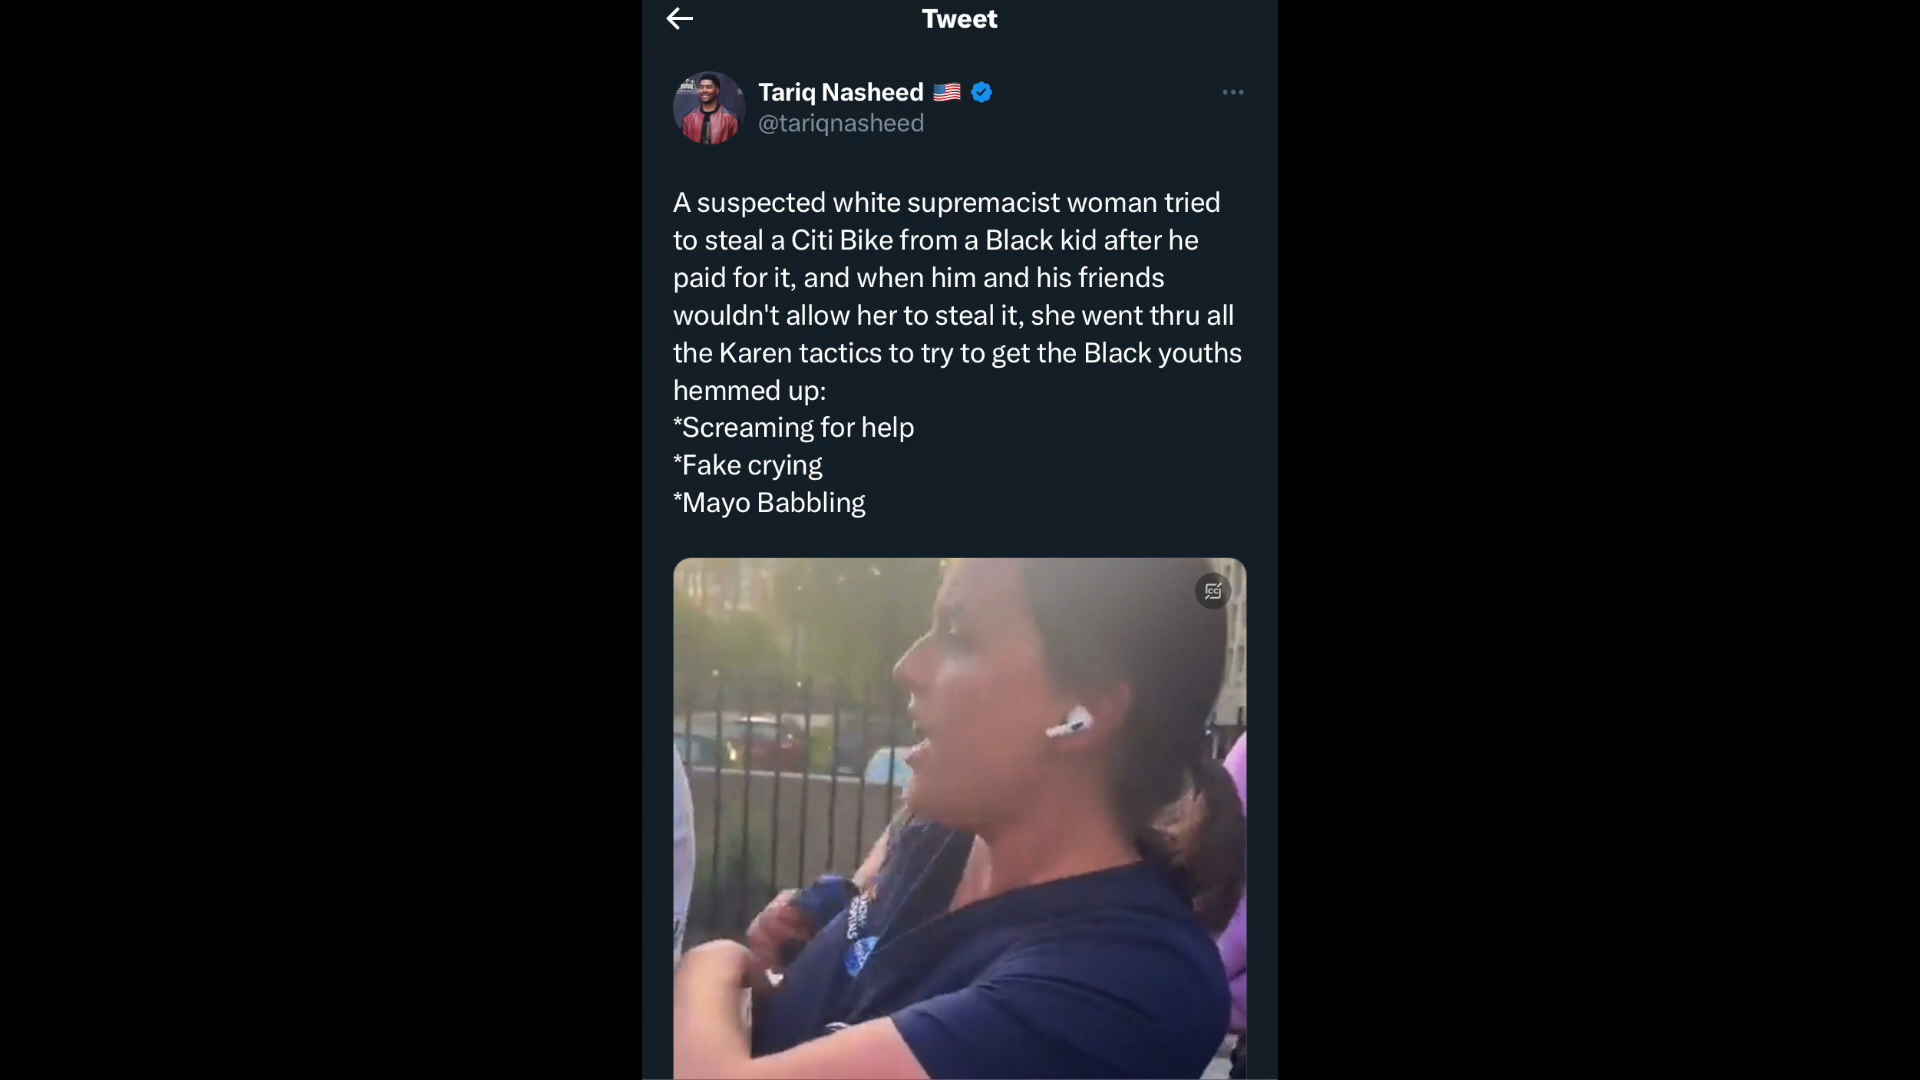 Tweet
Tariq Nasheed 🇺🇸
@tariqnasheed
A suspected white supremacist woman tried
to steal a Citi Bike from a Black kid after he
paid for it, and when him and his friends
wouldn't allow her to steal it, she went thru all
the Karen tactics to try to get the Black youths
hemmed up:
*Screaming for help
*Fake crying
*Mayo Babbling